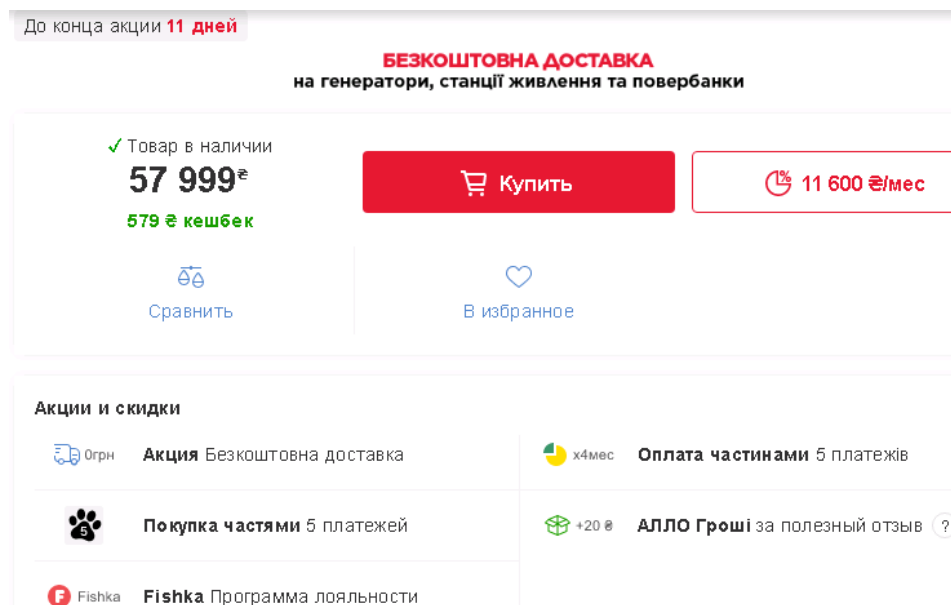 До конца акции 11 дней
БЕЗКОШТОВНА ДОСТАВКА
на генератори, станції живлення та повербанки
Товар в наличии
57 999₴
579 ₴ кешбек
Купить
% 11 600 ₴/мес
Сравнить
В избранное
Акции и скидки
0грн Акция Безкоштовна доставка
x4мес Оплата частинами 5 платежів
5 Покупка частями 5 платежей
+20 ₴ АЛЛО Гроші за полезный отзыв ?
Fishka Fishka Программа лояльности